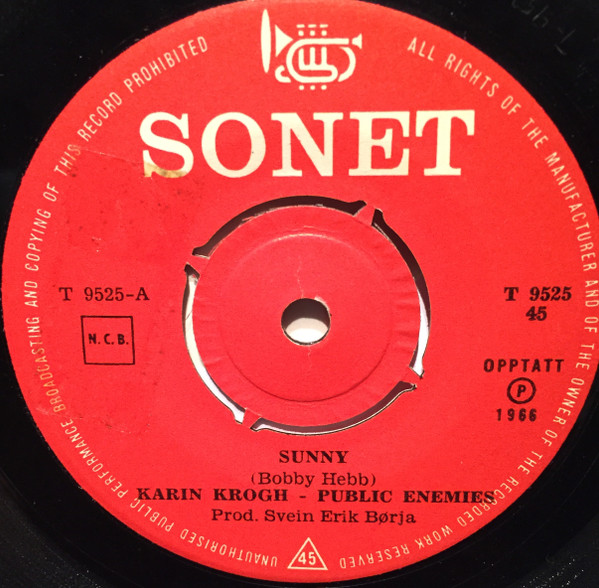 SONET
ALL RIGHTS OF THE MANUFACTURER AND OF THE OWNER OF THE RECORDED WORK RESERVED
UNAUTHORISED PUBLIC PERFORMANCE BROADCASTING AND COPYING OF THIS RECORD PROHIBITED
T 9525-A
N.C.B.
T 9525
45
OPPTATT
P
1966
SUNNY
(Bobby Hebb)
KARIN KROGH - PUBLIC ENEMIES
Prod. Svein Erik Børja
45